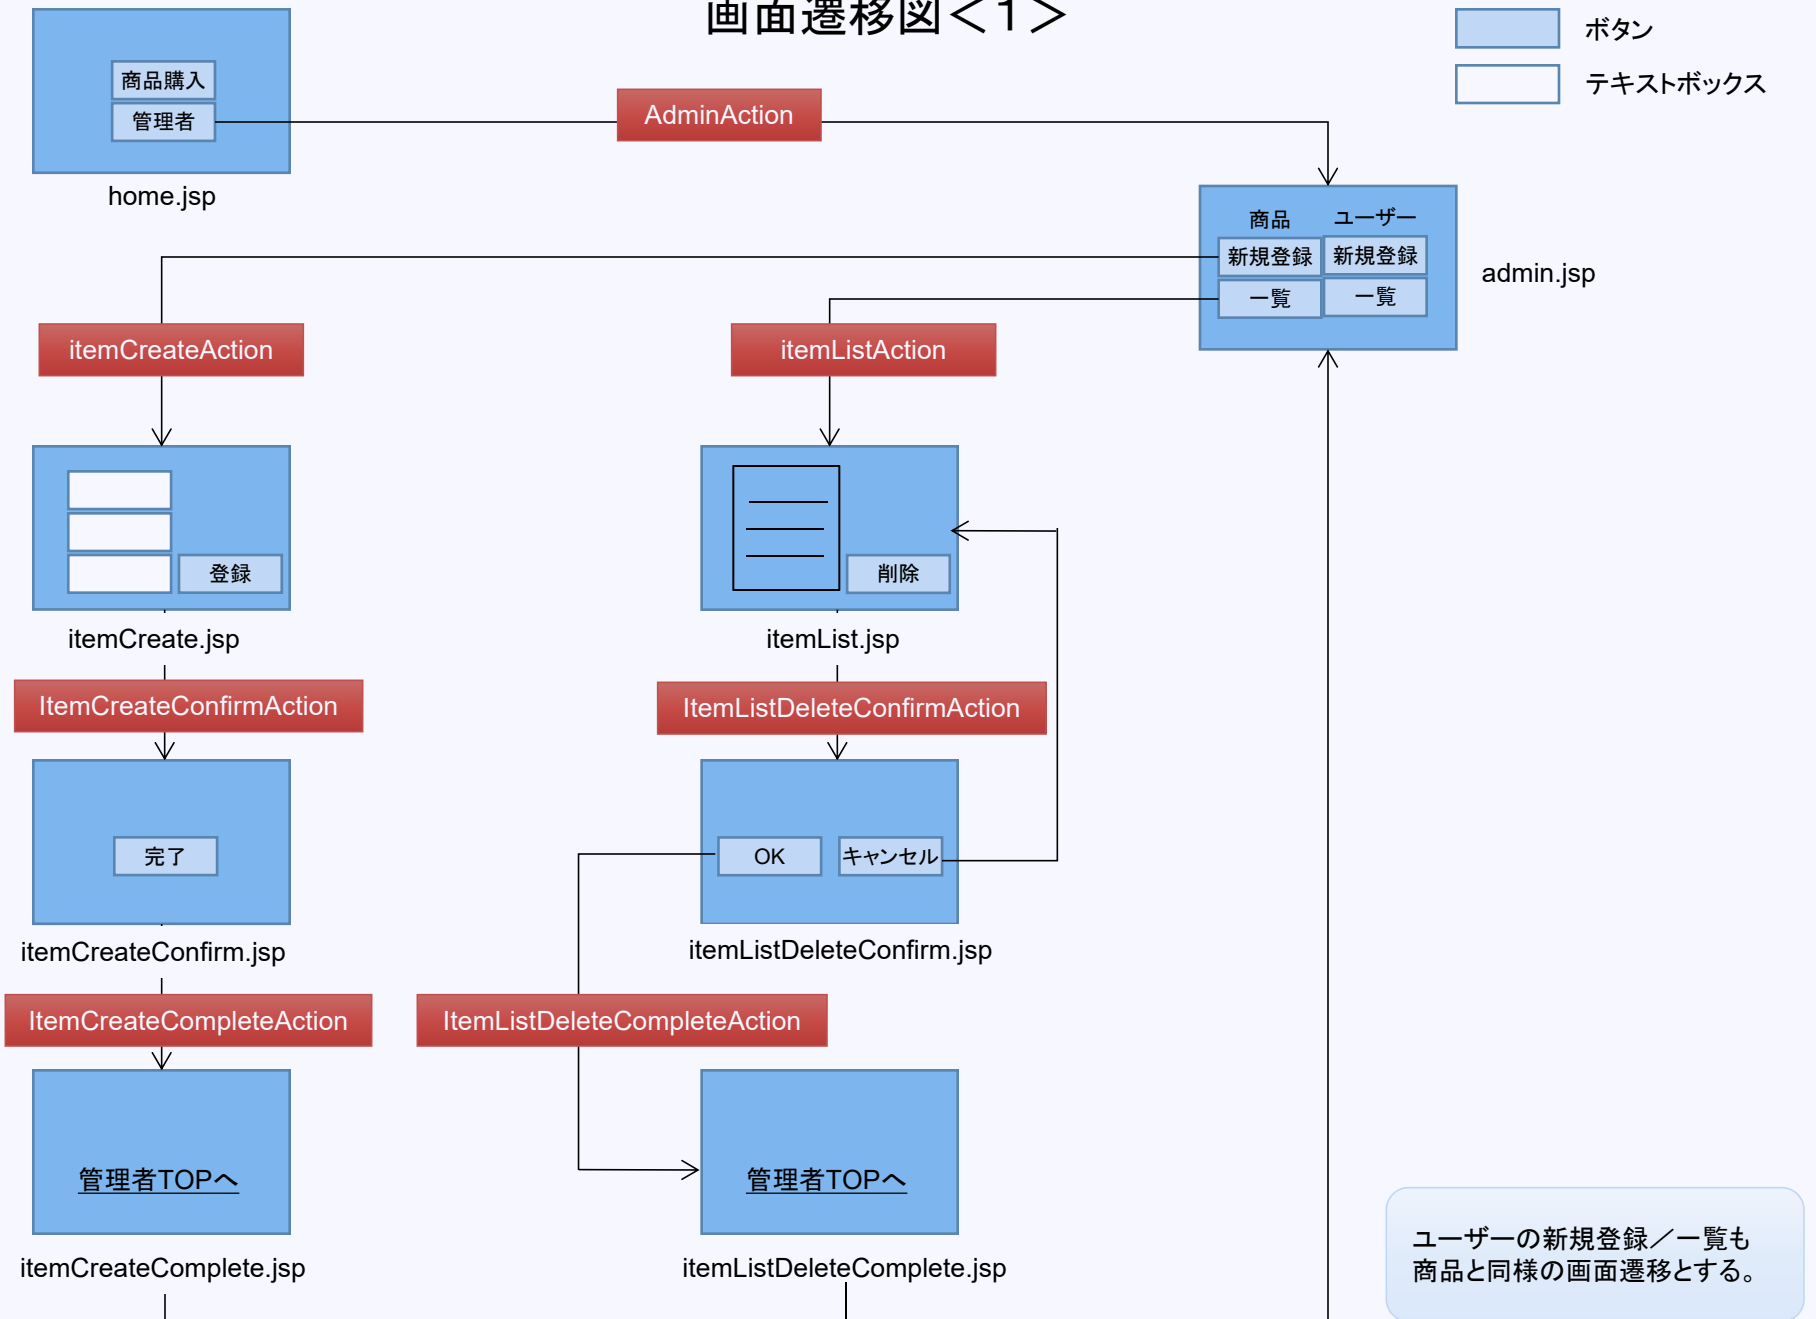 画面遷移図＜1＞
ボタン
テキストボックス
商品購入
管理者
AdminAction
home.jsp
商品 ユーザー
新規登録 新規登録
一覧 一覧
admin.jsp
itemCreateAction
itemListAction
登録
削除
itemCreate.jsp
itemList.jsp
ItemCreateConfirmAction
ItemListDeleteConfirmAction
完了
OK
キャンセル
itemCreateConfirm.jsp
itemListDeleteConfirm.jsp
ItemCreateCompleteAction
ItemListDeleteCompleteAction
管理者TOPへ
管理者TOPへ
itemCreateComplete.jsp
itemListDeleteComplete.jsp
ユーザーの新規登録／一覧も
商品と同様の画面遷移とする。